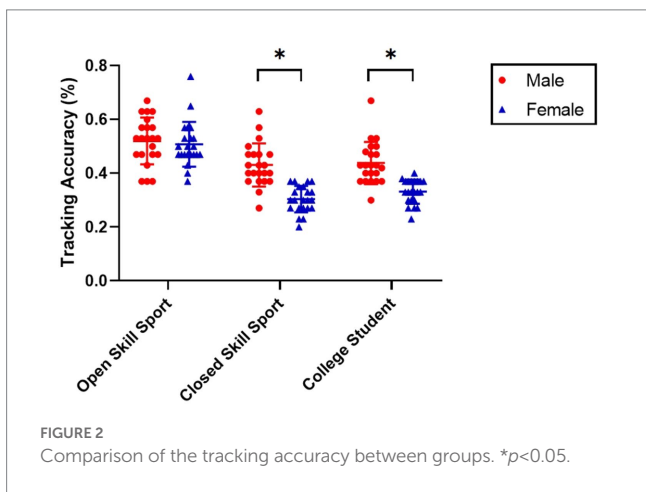 * *
0.8
0.6
0.4
0.2
0.0
Tracking Accuracy (%)
Open Skill Sport
Closed Skill Sport
College Student
Male
Female
FIGURE 2
Comparison of the tracking accuracy between groups. *p<0.05.